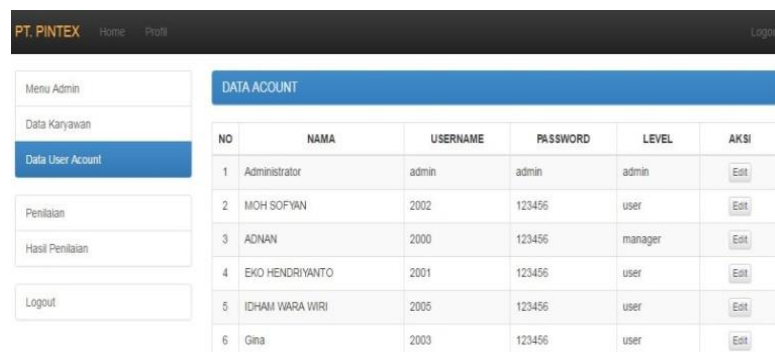 PT. PINTEX Home Profil Logout
Menu Admin
Data Karyawan
Data User Acount
Penilaian
Hasil Penilaian
Logout
DATA ACOUNT
NO NAMA USERNAME PASSWORD LEVEL AKSI
1 Administrator admin admin admin Edit
2 MOH SOFYAN 2002 123456 user Edit
3 ADNAN 2000 123456 manager Edit
4 EKO HENDRIYANTO 2001 123456 user Edit
5 IDHAM WARA WIRI 2005 123456 user Edit
6 Gina 2003 123456 user Edit